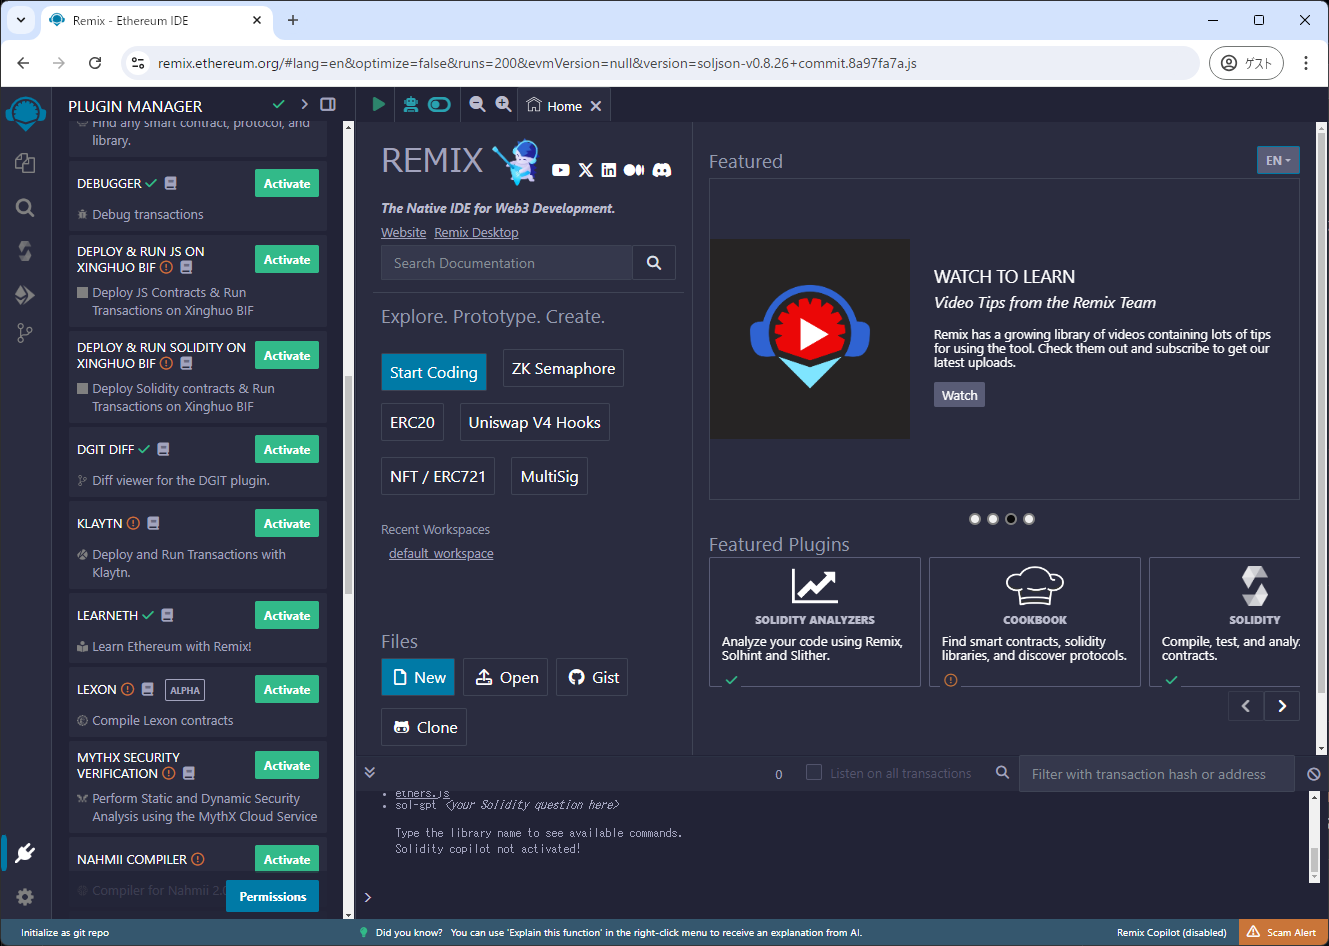 Remix - Ethereum IDE
remix.ethereum.org/#lang=en&optimize=false&runs=200&evmVersion=null&version=soljson-v0.8.26+commit.8a97fa7a.js
ゲスト
PLUGIN MANAGER
Find any smart contract, protocol, and
library.
DEBUGGER
Activate
Debug transactions
DEPLOY & RUN JS ON
XINGHUO BIF
Activate
Deploy JS Contracts & Run
Transactions on Xinghuo BIF
DEPLOY & RUN SOLIDITY ON
XINGHUO BIF
Activate
Deploy Solidity contracts & Run
Transactions on Xinghuo BIF
DGIT DIFF
Activate
Diff viewer for the DGIT plugin.
KLAYTN
Activate
Deploy and Run Transactions with
Klaytn.
LEARNETH
Activate
Learn Ethereum with Remix!
LEXON
ALPHA
Activate
Compile Lexon contracts
MYTHX SECURITY
VERIFICATION
Activate
Perform Static and Dynamic Security
Analysis using the MythX Cloud Service
NAHMII COMPILER
Activate
Compiler for Nahmii 2.0
Permissions
Home
REMIX
The Native IDE for Web3 Development.
Website Remix Desktop
Search Documentation
Explore. Prototype. Create.
Start Coding
ZK Semaphore
ERC20
Uniswap V4 Hooks
NFT / ERC721
MultiSig
Recent Workspaces
default_workspace
Files
New
Open
Gist
Clone
Featured
EN
WATCH TO LEARN
Video Tips from the Remix Team
Remix has a growing library of videos containing lots of tips
for using the tool. Check them out and subscribe to get our
latest uploads.
Watch
Featured Plugins
SOLIDITY ANALYZERS
Analyze your code using Remix,
Solhint and Slither.
COOKBOOK
Find smart contracts, solidity
libraries, and discover protocols.
SOLIDITY
Compile, test, and analy
contracts.
0
Listen on all transactions
Filter with transaction hash or address
• ethers.js
• sol-gpt <your Solidity question here>
Type the library name to see available commands.
Solidity copilot not activated!
>
Initialize as git repo
Did you know? You can use 'Explain this function' in the right-click menu to receive an explanation from AI.
Remix Copilot (disabled)
Scam Alert